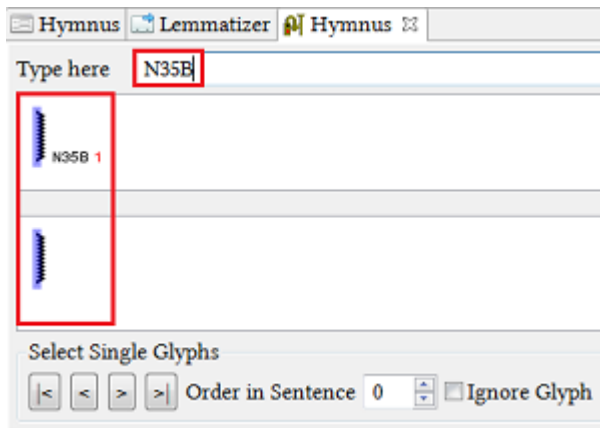 Hymnus Lemmatizer Hymnus
Type here N35B
N35B 1
Select Single Glyphs
|< < > >| Order in Sentence 0 Ignore Glyph